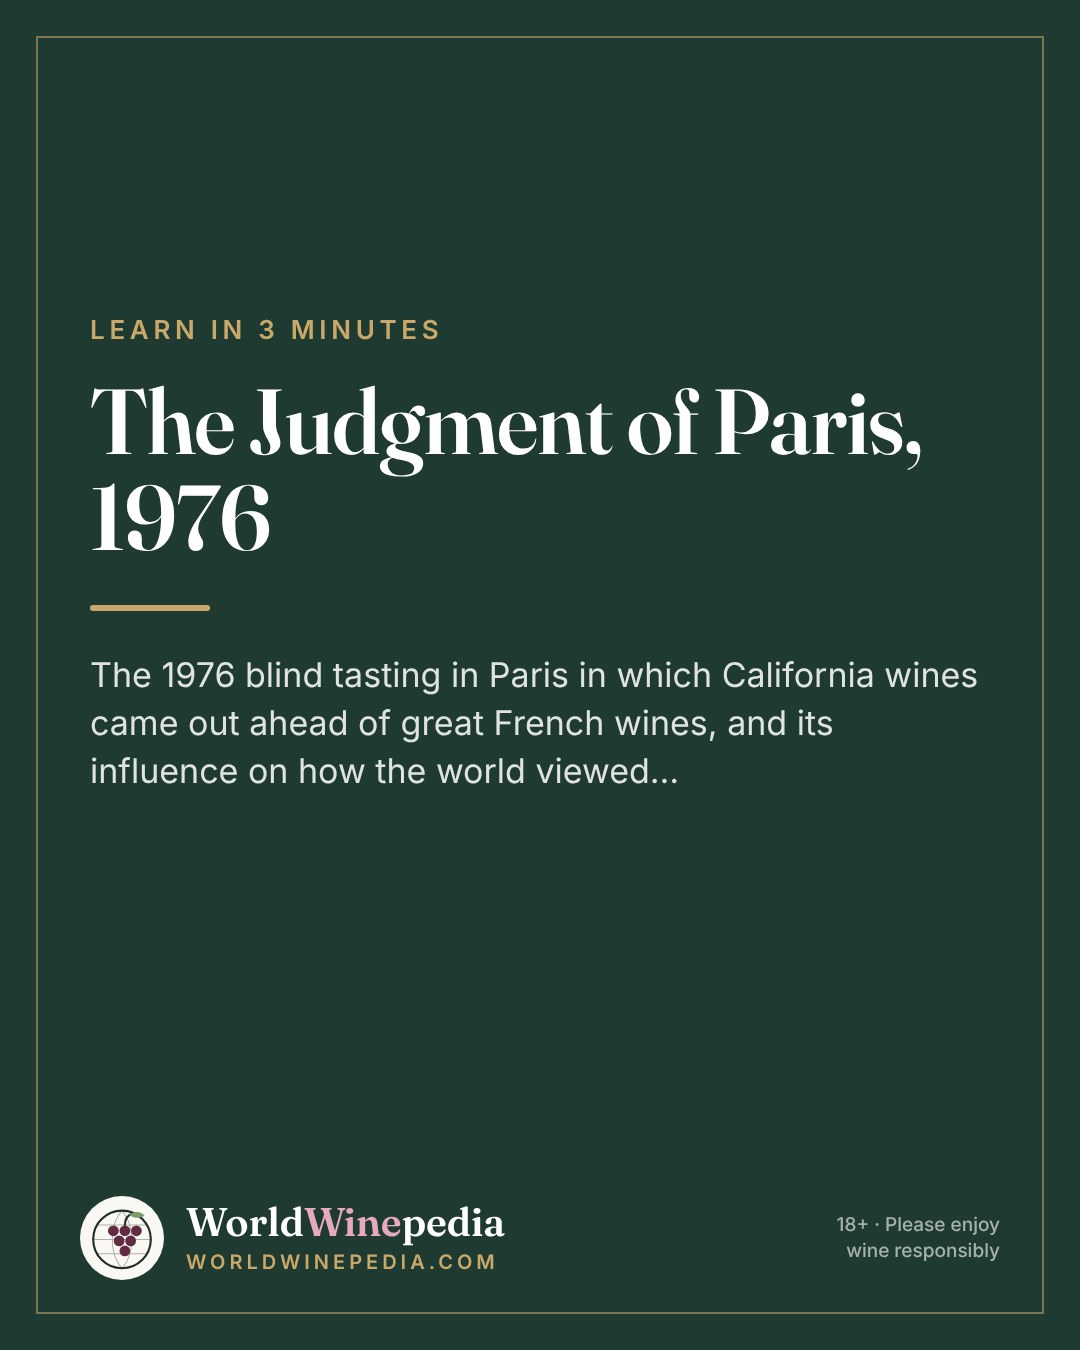 LEARN IN 3 MINUTES
The Judgment of Paris,
1976
The 1976 blind tasting in Paris in which California wines
came out ahead of great French wines, and its
influence on how the world viewed...
WorldWinepedia
WORLDWINEPEDIA.COM
18+ · Please enjoy
wine responsibly